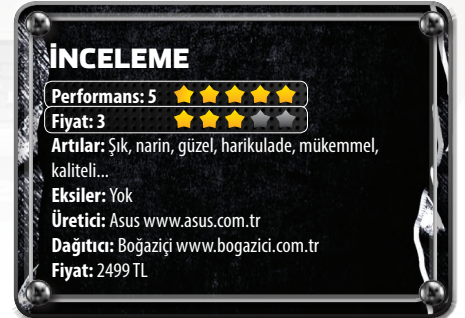 İNCELEME
Performans: 5
Fiyat: 3
Artılar: Şık, narin, güzel, harikulade, mükemmel,
kaliteli...
Eksiler: Yok
Üretici: Asus www.asus.com.tr
Dağıtıcı: Boğaziçi www.bogazici.com.tr
Fiyat: 2499 TL